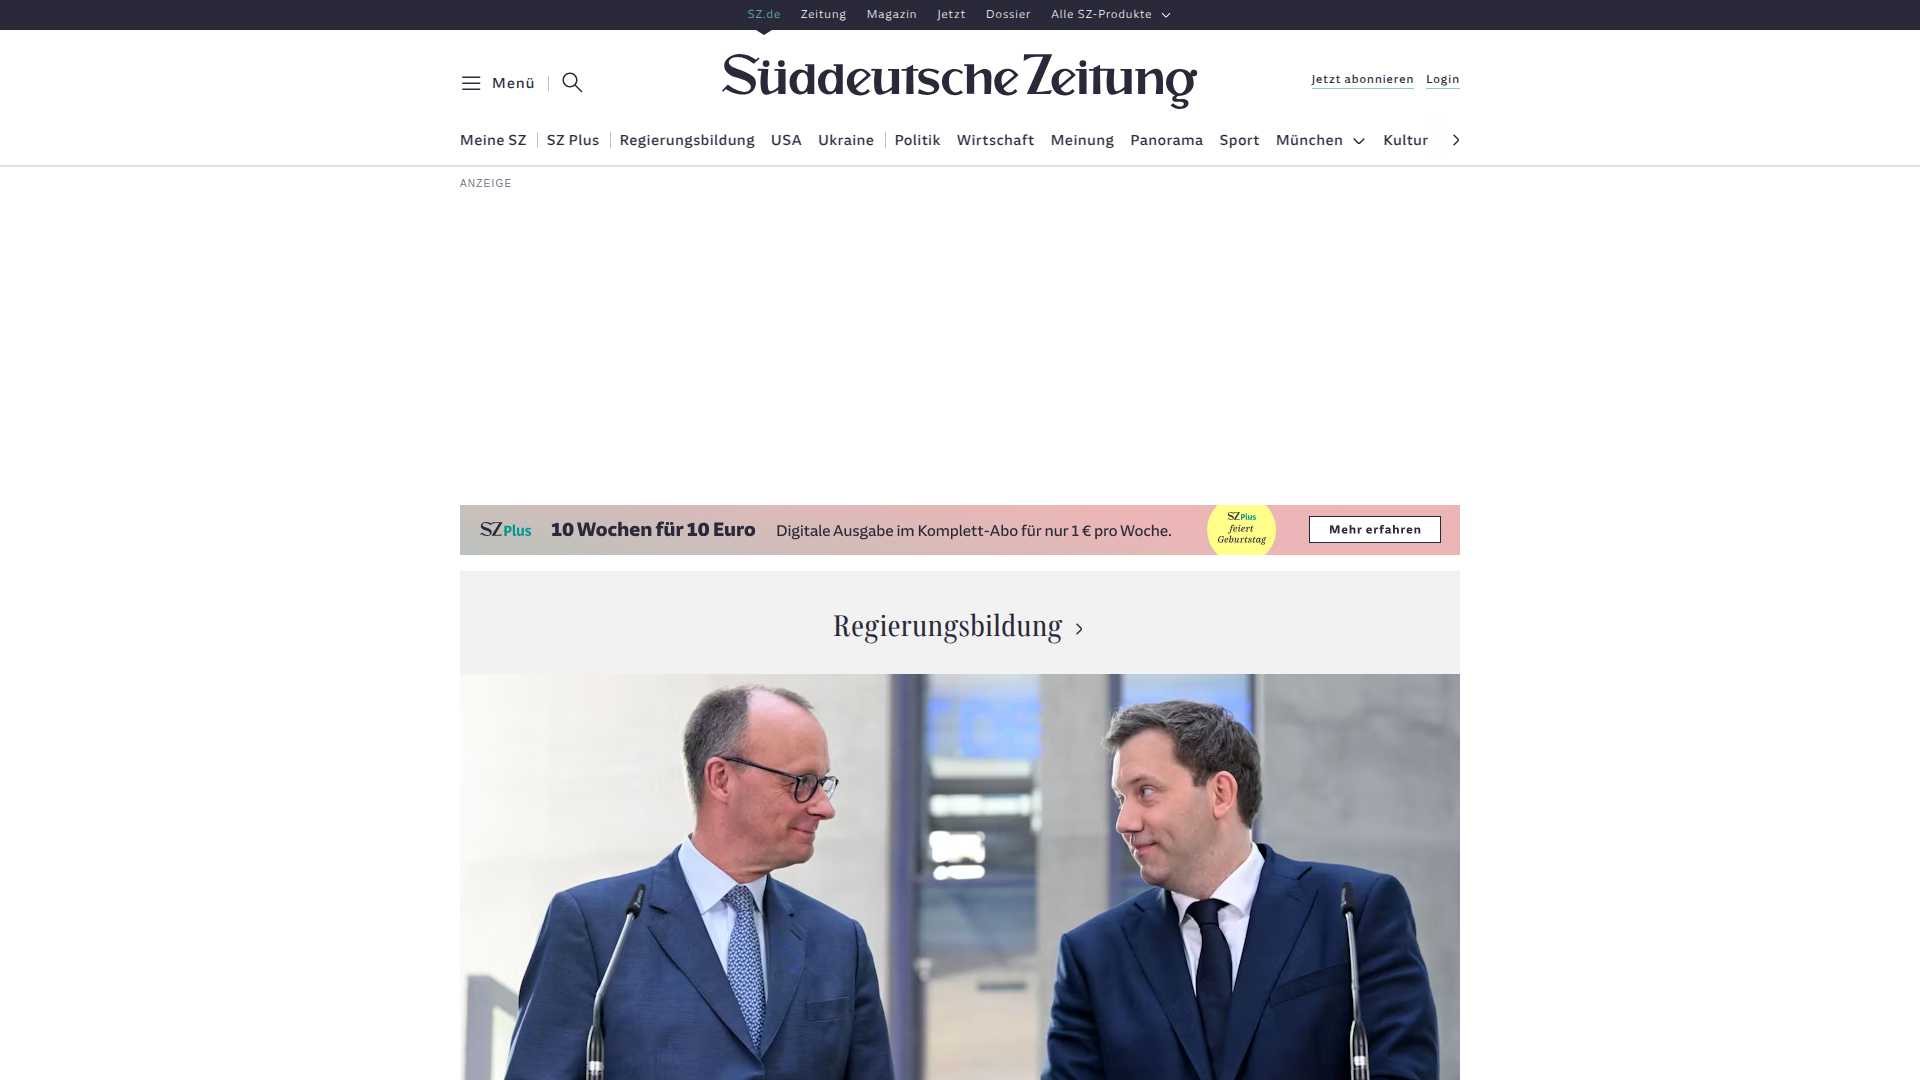 SZ.de Zeitung Magazin Jetzt Dossier Alle SZ-Produkte
Menü
Süddeutsche Zeitung
Jetzt abonnieren Login
Meine SZ SZ Plus Regierungsbildung USA Ukraine Politik Wirtschaft Meinung Panorama Sport München Kultur
ANZEIGE
SZ Plus 10 Wochen für 10 Euro Digitale Ausgabe im Komplett-Abo für nur 1 € pro Woche.
SZ Plus
feiert
Geburtstag
Mehr erfahren
Regierungsbildung